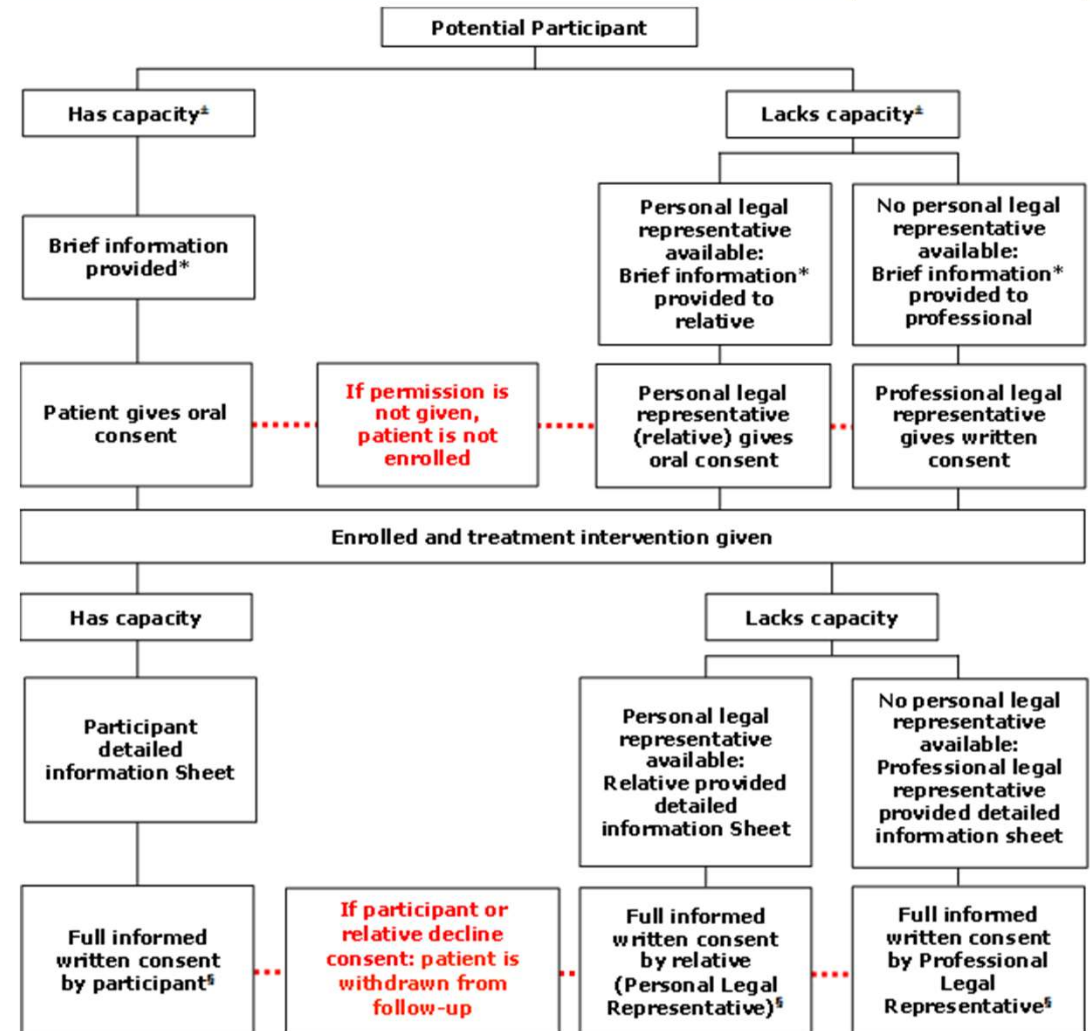 Potential Participant
Has capacity±
Lacks capacity±
Brief information
provided*
Personal legal
representative
available:
Brief information*
provided to
relative
No personal legal
representative
available:
Brief information*
provided to
professional
Patient gives oral
consent
If permission is
not given,
patient is not
enrolled
Personal legal
representative
(relative) gives
oral consent
Professional legal
representative
gives written
consent
Enrolled and treatment intervention given
Has capacity
Lacks capacity
Participant
detailed
information Sheet
Personal legal
representative
available:
Relative provided
detailed
information Sheet
No personal legal
representative
available:
Professional legal
representative
provided detailed
information sheet
Full informed
written consent
by participant§
If participant or
relative decline
consent: patient is
withdrawn from
follow-up
Full informed
written consent
by relative
(Personal Legal
Representative)§
Full informed
written consent
by Professional
Legal
Representative§